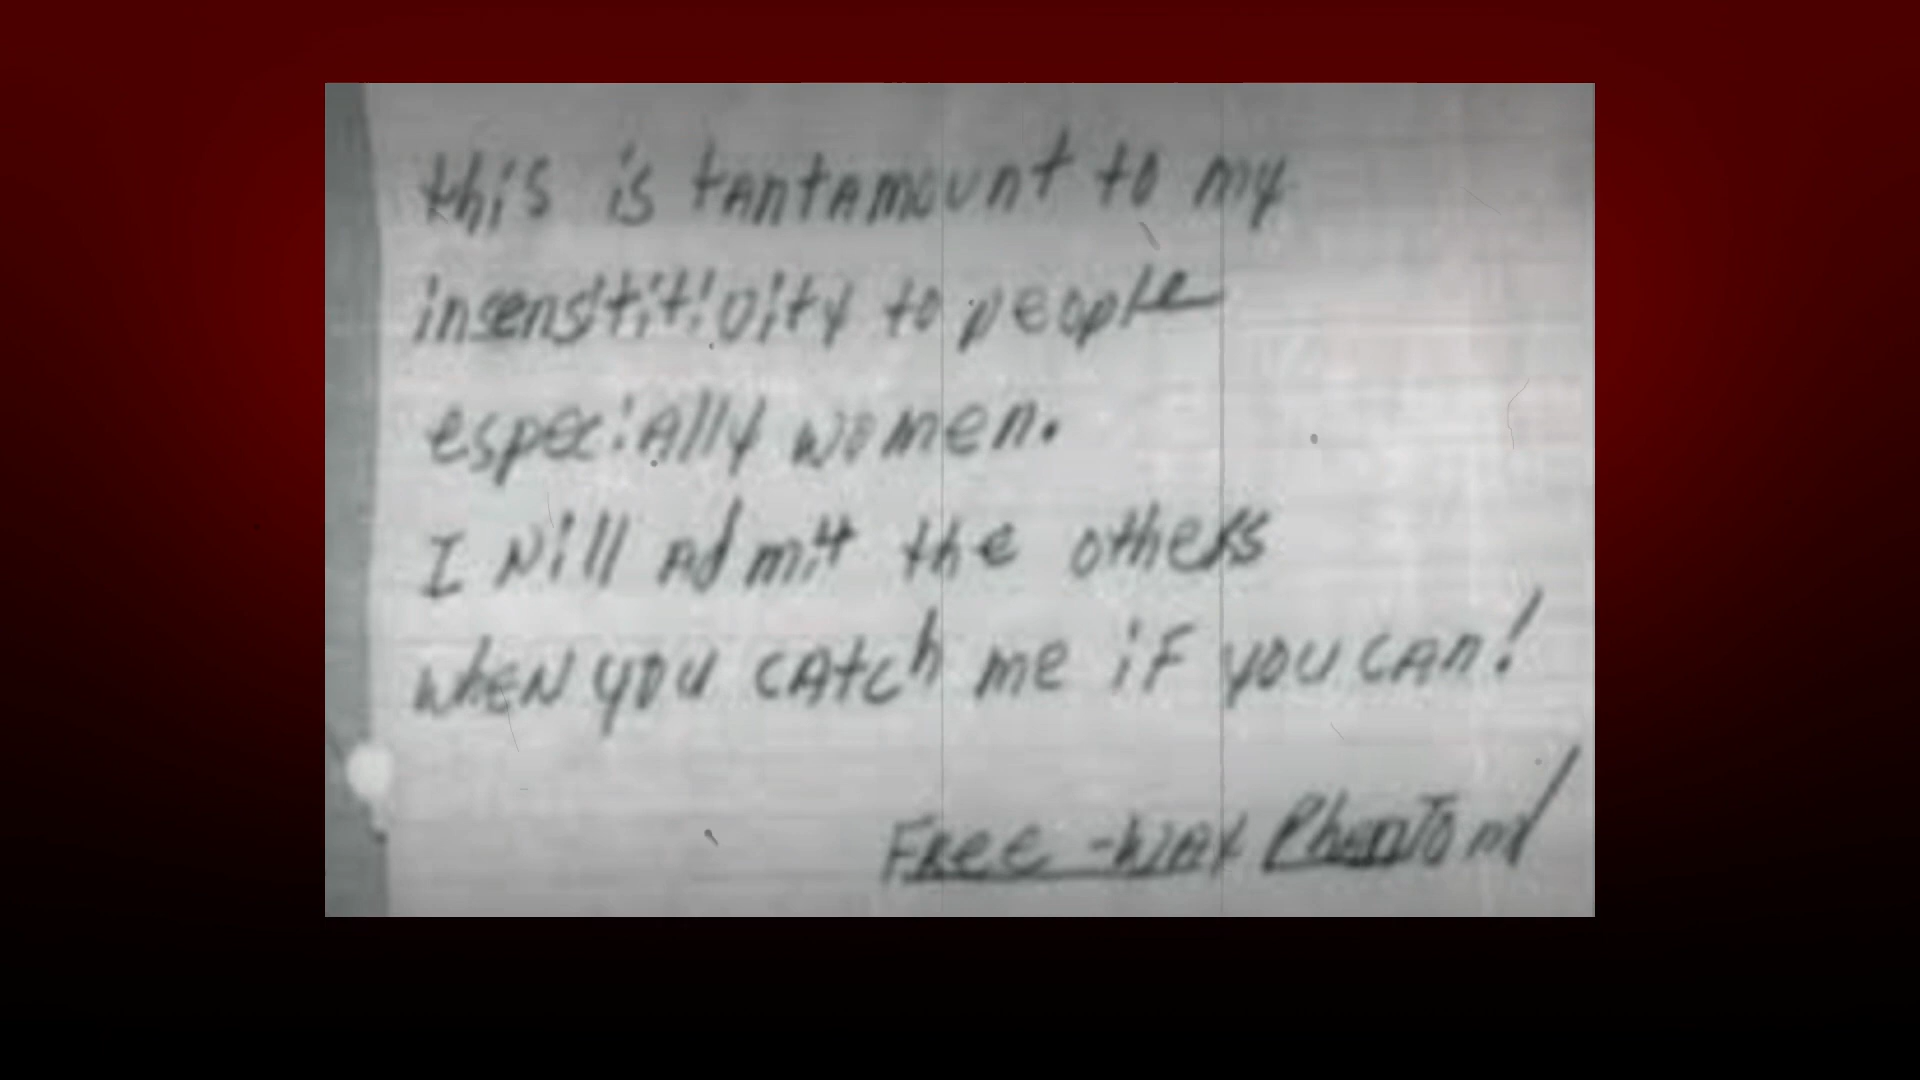 this is tantamount to my
insenstitivity to people
especially women.
I will admit the others
when you catch me if you can!
Free-way Phantom